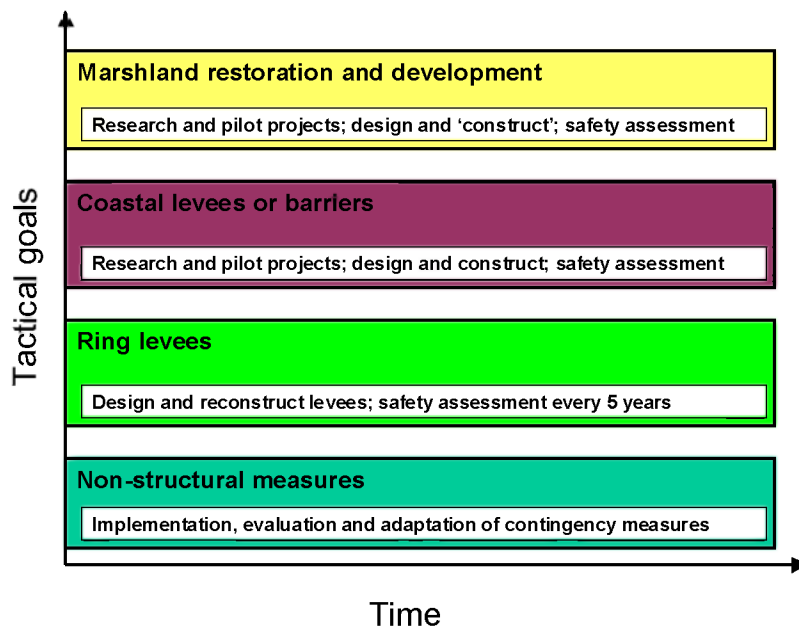 Tactical goals
Marshland restoration and development
Research and pilot projects; design and ‘construct’; safety assessment
Coastal levees or barriers
Research and pilot projects; design and construct; safety assessment
Ring levees
Design and reconstruct levees; safety assessment every 5 years
Non-structural measures
Implementation, evaluation and adaptation of contingency measures
Time